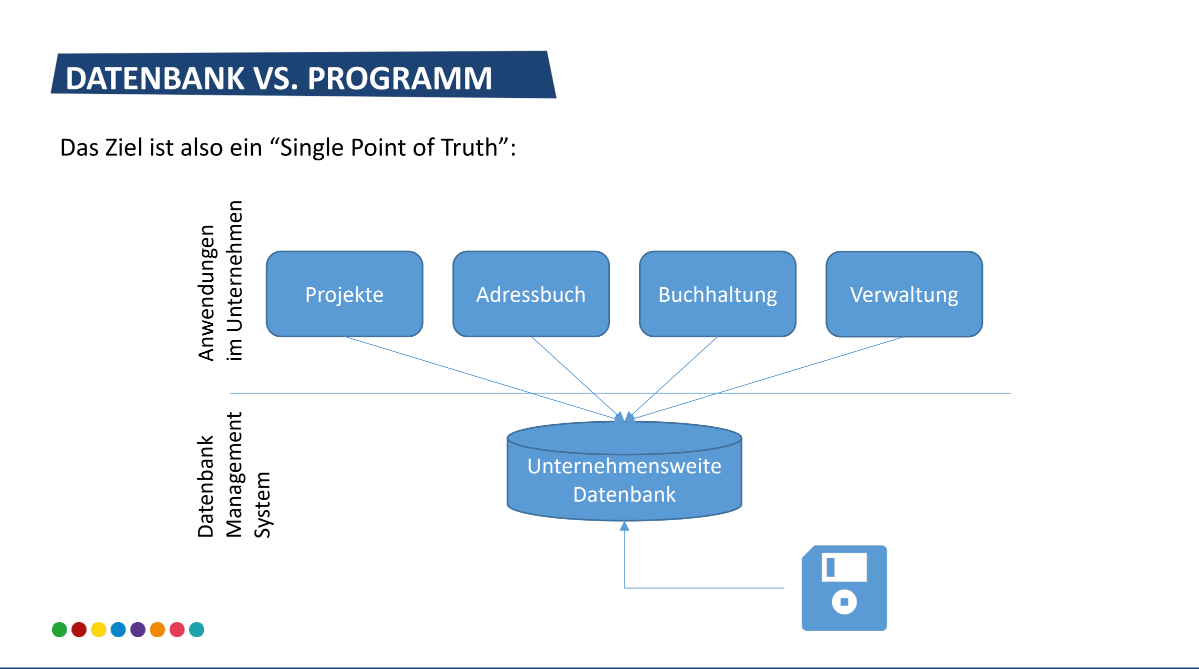 DATENBANK VS. PROGRAMM
Das Ziel ist also ein “Single Point of Truth”:
Anwendungen
im Unternehmen
Projekte
Adressbuch
Buchhaltung
Verwaltung
Datenbank
Management
System
Unternehmensweite
Datenbank